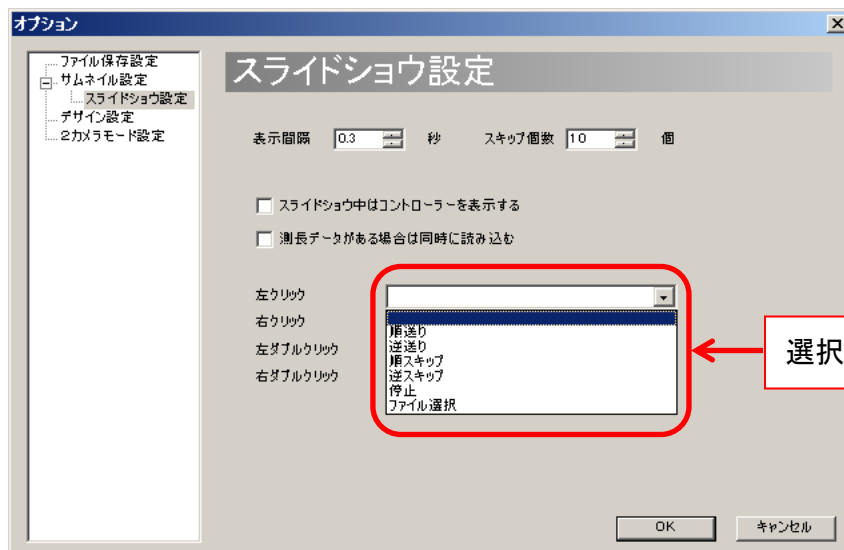 オプション
ファイル保存設定
サムネイル設定
スライドショウ設定
デザイン設定
2カメラモード設定
スライドショウ設定
表示間隔 0.3 秒 スキップ個数 10 個
スライドショウ中はコントローラーを表示する
測長データがある場合は同時に読み込む
左クリック
右クリック
左ダブルクリック
右ダブルクリック
順送り
逆送り
順スキップ
逆スキップ
停止
ファイル選択
選択
OK キャンセル